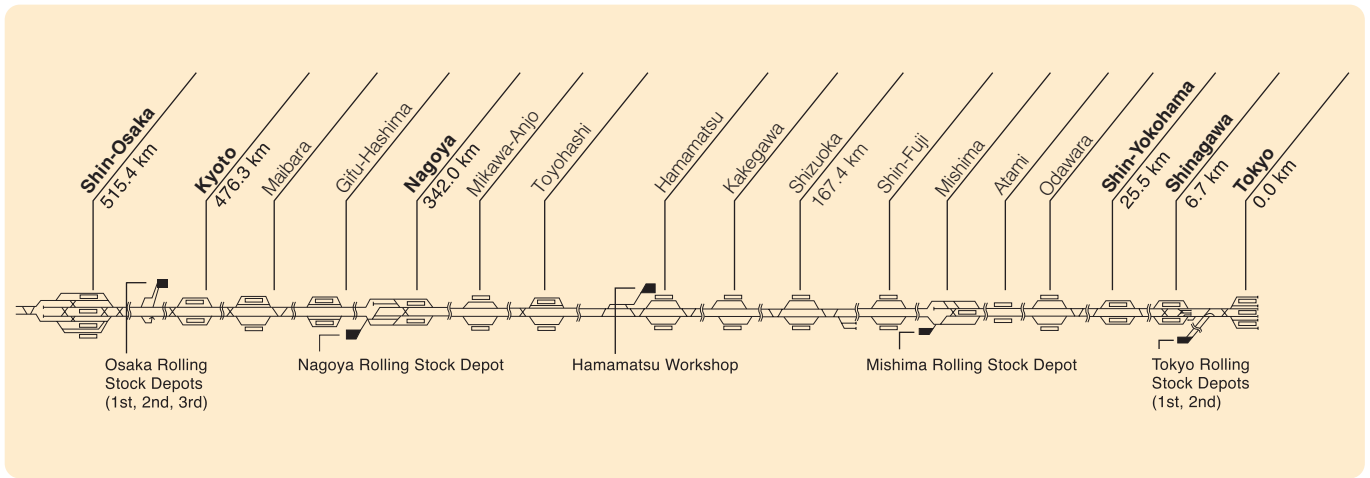 Shin-Osaka
515.4 km
Kyoto
476.3 km
Maibara
Gifu-Hashima
Nagoya
342.0 km
Mikawa-Anjo
Toyohashi
Hamamatsu
Kakegawa
Shizuoka
167.4 km
Shin-Fuji
Mishima
Atami
Odawara
Shin-Yokohama
25.5 km
Shinagawa
6.7 km
Tokyo
0.0 km
Osaka Rolling
Stock Depots
(1st, 2nd, 3rd)
Nagoya Rolling Stock Depot
Hamamatsu Workshop
Mishima Rolling Stock Depot
Tokyo Rolling
Stock Depots
(1st, 2nd)